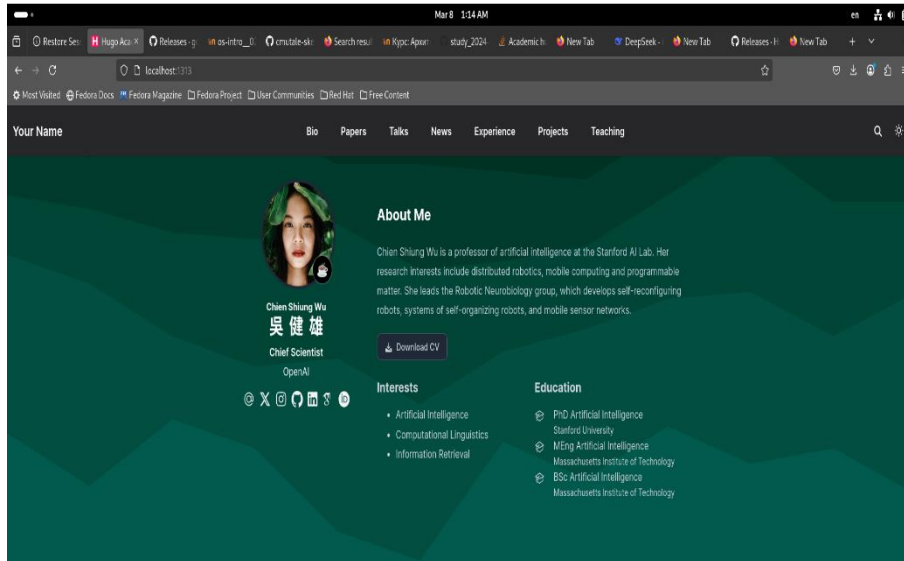 Mar 8 1:14 AM
en
Restore Ses
Hugo Aca
Releases · g
os-intro__0
cmutale-ske
Search resul
Курс: Архи
study_2024
Academic h
New Tab
DeepSeek -
New Tab
Releases · H
New Tab
localhost:1313
Most Visited
Fedora Docs
Fedora Magazine
Fedora Project
User Communities
Red Hat
Free Content
Your Name
Bio
Papers
Talks
News
Experience
Projects
Teaching
Chien Shiung Wu
吳健雄
Chief Scientist
OpenAI
About Me
Chien Shiung Wu is a professor of artificial intelligence at the Stanford AI Lab. Her
research interests include distributed robotics, mobile computing and programmable
matter. She leads the Robotic Neurobiology group, which develops self-reconfiguring
robots, systems of self-organizing robots, and mobile sensor networks.
Download CV
Interests
Artificial Intelligence
Computational Linguistics
Information Retrieval
Education
PhD Artificial Intelligence
Stanford University
MEng Artificial Intelligence
Massachusetts Institute of Technology
BSc Artificial Intelligence
Massachusetts Institute of Technology